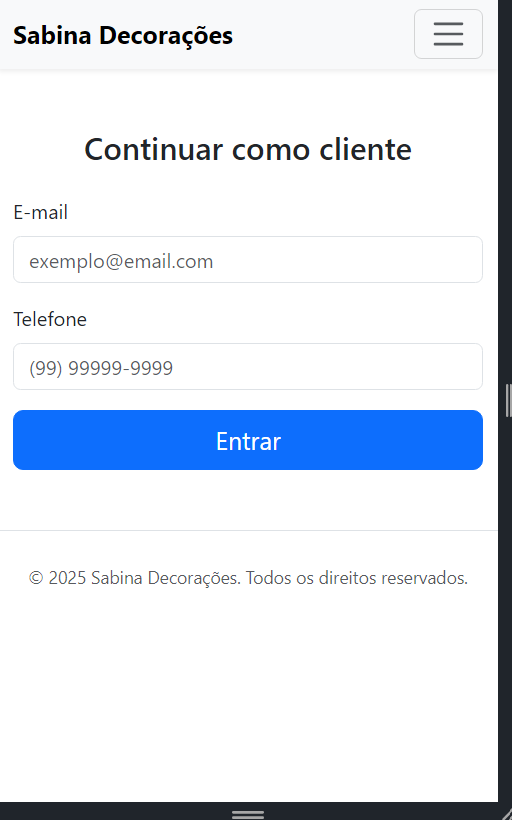 Sabina Decorações
Continuar como cliente
E-mail
exemplo@email.com
Telefone
(99) 99999-9999
Entrar
© 2025 Sabina Decorações. Todos os direitos reservados.